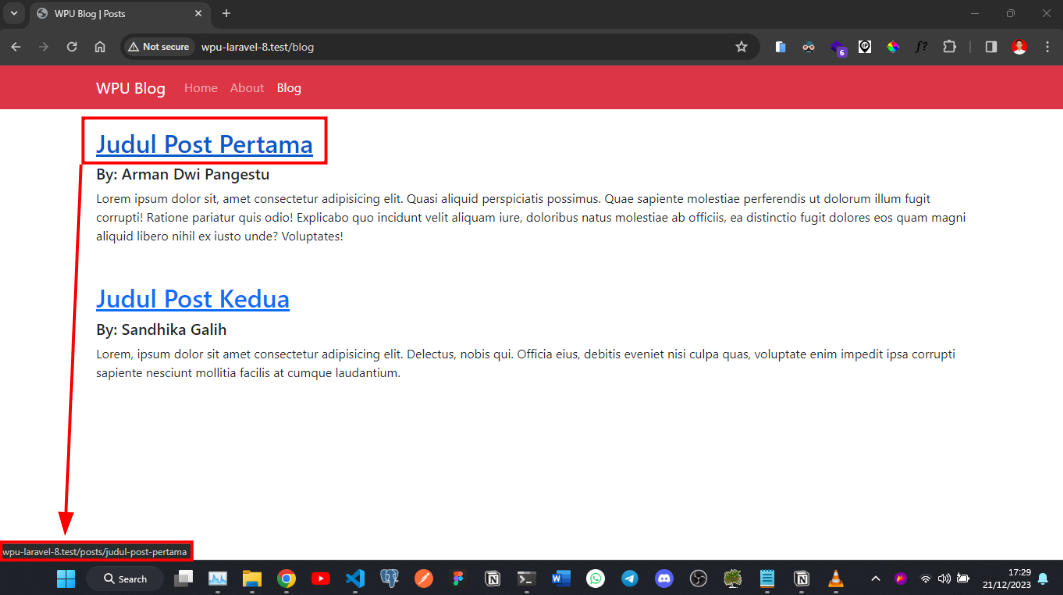 WPU Blog | Posts
Not secure
wpu-laravel-8.test/blog
6
f?
WPU Blog
Home
About
Blog
Judul Post Pertama
By: Arman Dwi Pangestu
Lorem ipsum dolor sit, amet consectetur adipisicing elit. Quasi aliquid perspiciatis possimus. Quae sapiente molestiae perferendis ut dolorum illum fugit
corrupti! Ratione pariatur quis odio! Explicabo quo incidunt velit aliquam iure, doloribus natus molestiae ab officiis, ea distinctio fugit dolores eos quam magni
aliquid libero nihil ex iusto unde? Voluptates!
Judul Post Kedua
By: Sandhika Galih
Lorem, ipsum dolor sit amet consectetur adipisicing elit. Delectus, nobis qui. Officia eius, debitis eveniet nisi culpa quas, voluptate enim impedit ipsa corrupti
sapiente nesciunt mollitia facilis at cumque laudantium.
wpu-laravel-8.test/posts/judul-post-pertama
Search
17:29
21/12/2023